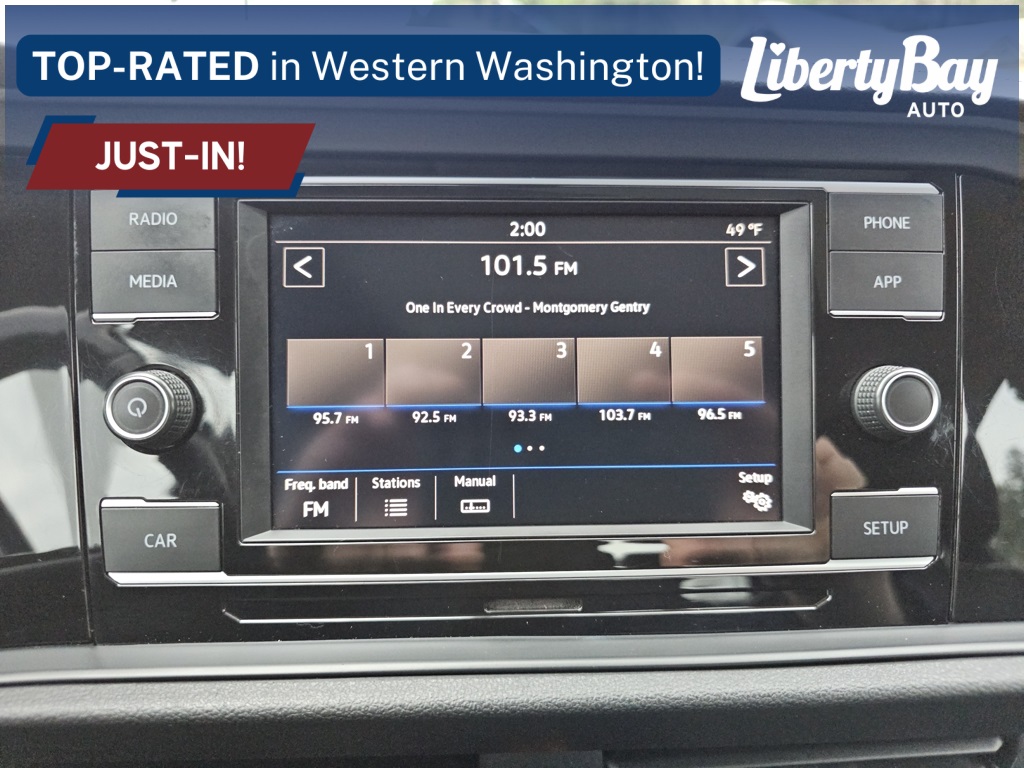 TOP-RATED in Western Washington!
LibertyBay
AUTO
JUST-IN!
RADIO
MEDIA
CAR
2:00
49 °F
<
101.5 FM
>
One In Every Crowd - Montgomery Gentry
1 2 3 4 5
95.7 FM 92.5 FM 93.3 FM 103.7 FM 96.5 FM
Freq. band Stations Manual Setup
FM
PHONE
APP
SETUP